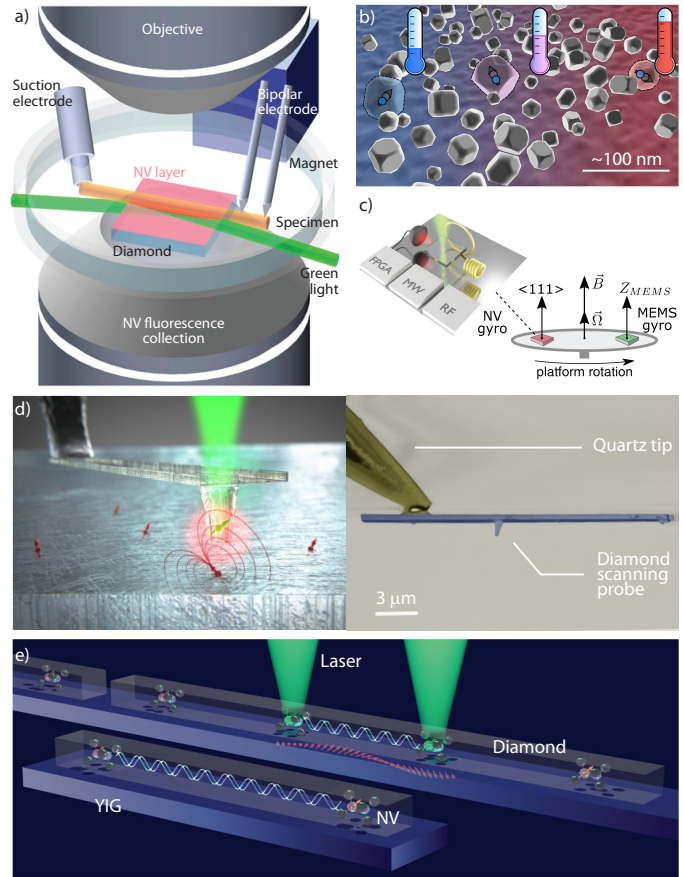 a)
Objective
Suction
electrode
Bipolar
electrode
NV layer
Magnet
Specimen
Diamond
Green
light
NV fluorescence
collection
b)
~100 nm
c)
FPGA
MW
RF
NV
gyro
<111>
B
Ω
Z_MEMS
MEMS
gyro
platform rotation
d)
Quartz tip
Diamond
scanning
probe
3 μm
e)
Laser
Diamond
YIG
NV